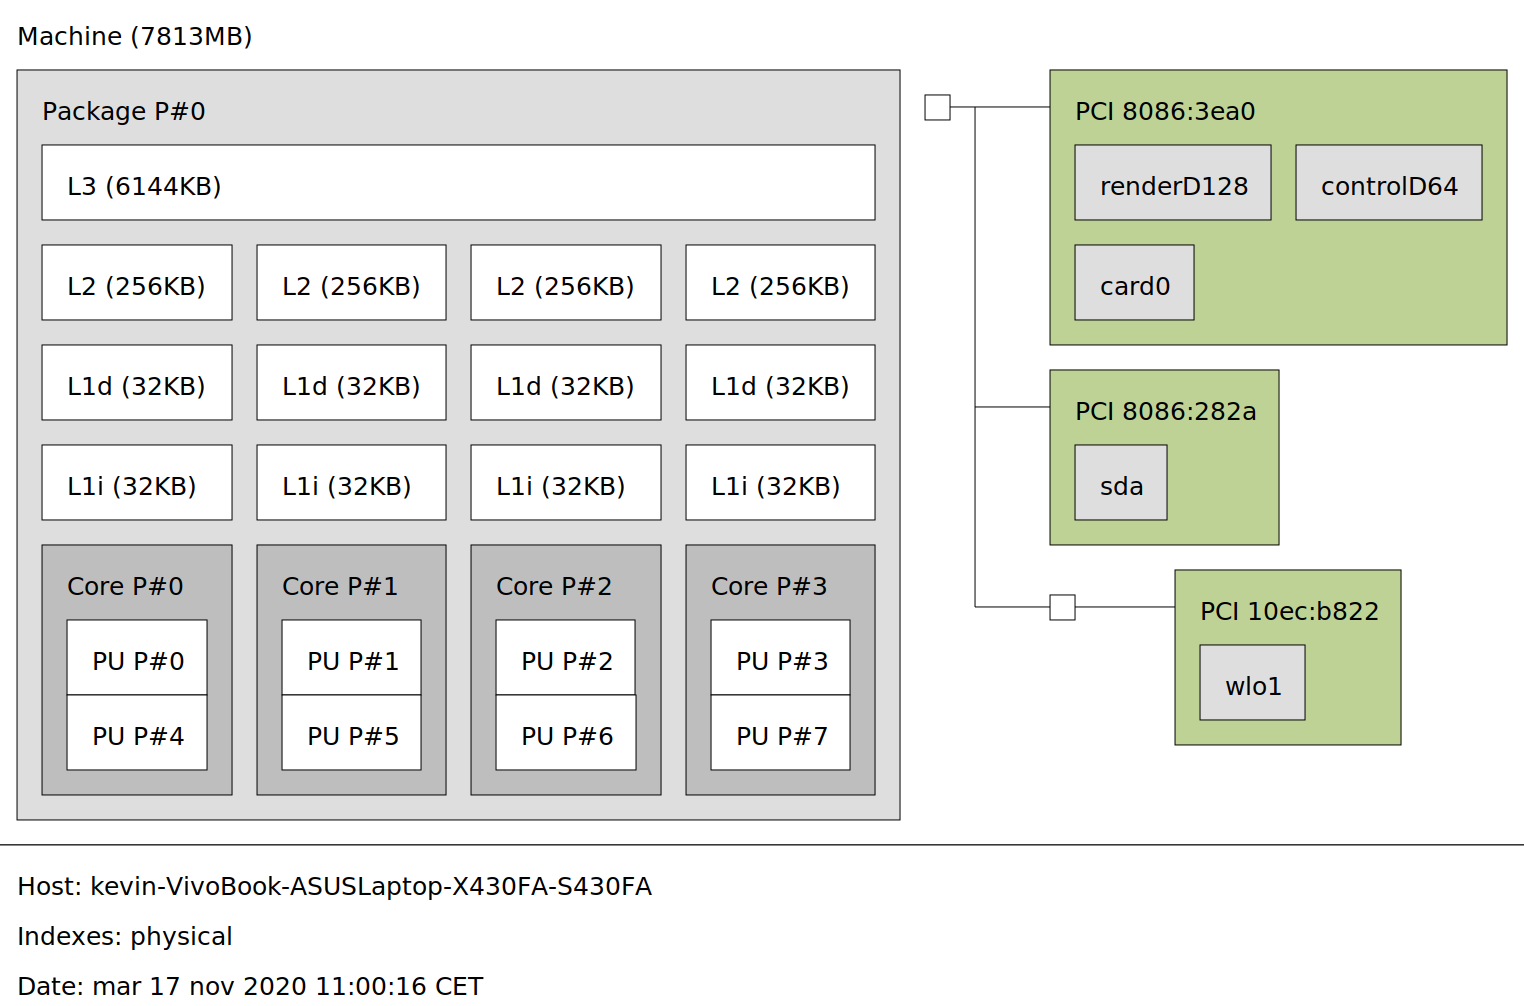 Machine (7813MB)
Package P#0
L3 (6144KB)
L2 (256KB) L2 (256KB) L2 (256KB) L2 (256KB)
L1d (32KB) L1d (32KB) L1d (32KB) L1d (32KB)
L1i (32KB) L1i (32KB) L1i (32KB) L1i (32KB)
Core P#0 Core P#1 Core P#2 Core P#3
PU P#0 PU P#1 PU P#2 PU P#3
PU P#4 PU P#5 PU P#6 PU P#7
PCI 8086:3ea0
renderD128 controlD64
card0
PCI 8086:282a
sda
PCI 10ec:b822
wlo1
Host: kevin-VivoBook-ASUSLaptop-X430FA-S430FA
Indexes: physical
Date: mar 17 nov 2020 11:00:16 CET